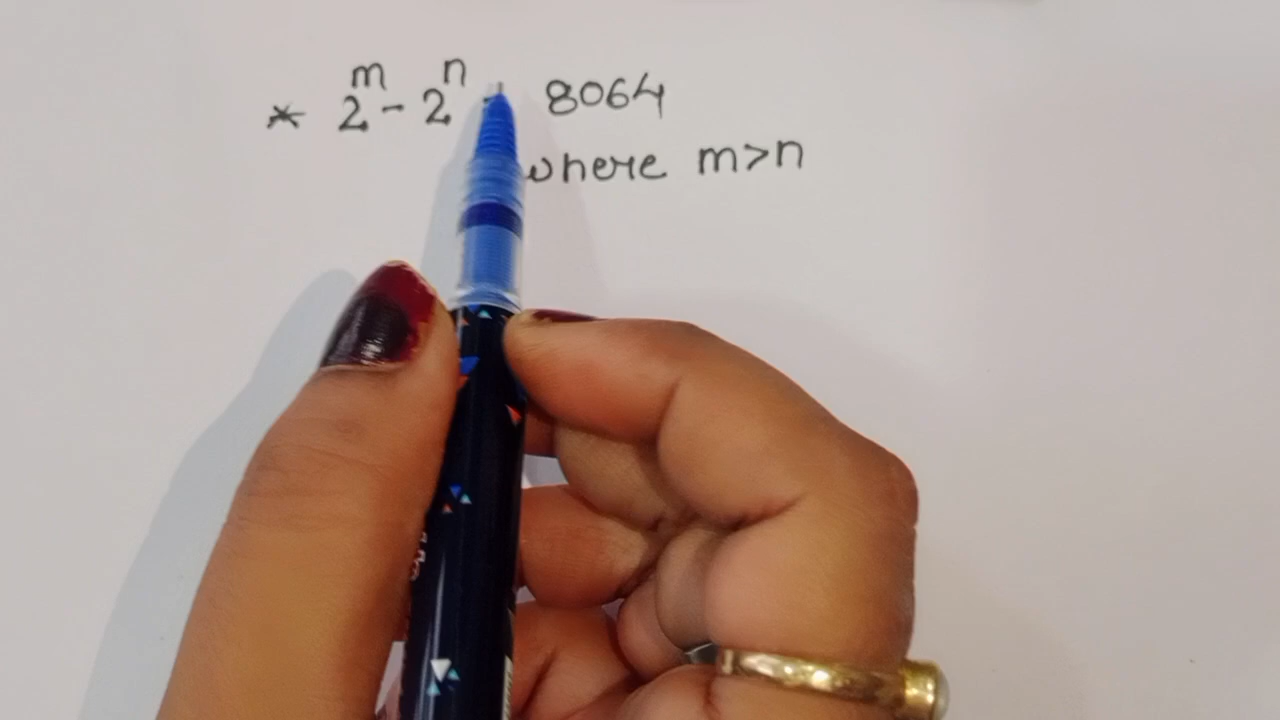 * 2^m - 2^n = 8064
where m>n